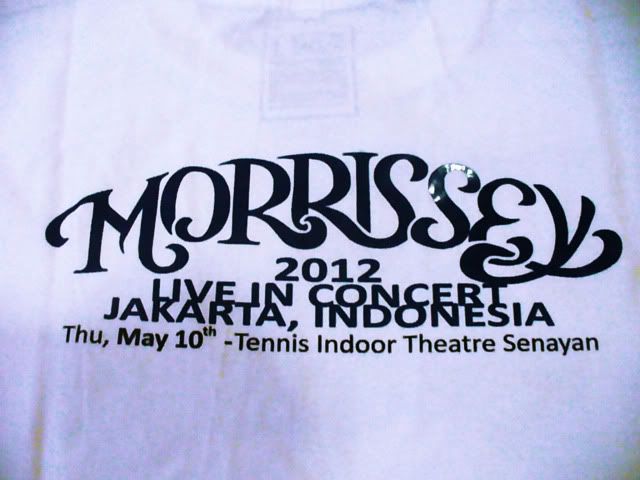 MORRISSEY
2012
LIVE IN CONCERT
JAKARTA, INDONESIA
Thu, May 10th -Tennis Indoor Theatre Senayan